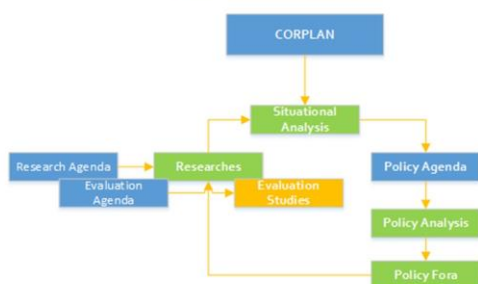 CORPLAN
Situational
Analysis
Research Agenda
Researches
Policy Agenda
Evaluation
Agenda
Evaluation
Studies
Policy Analysis
Policy Fora